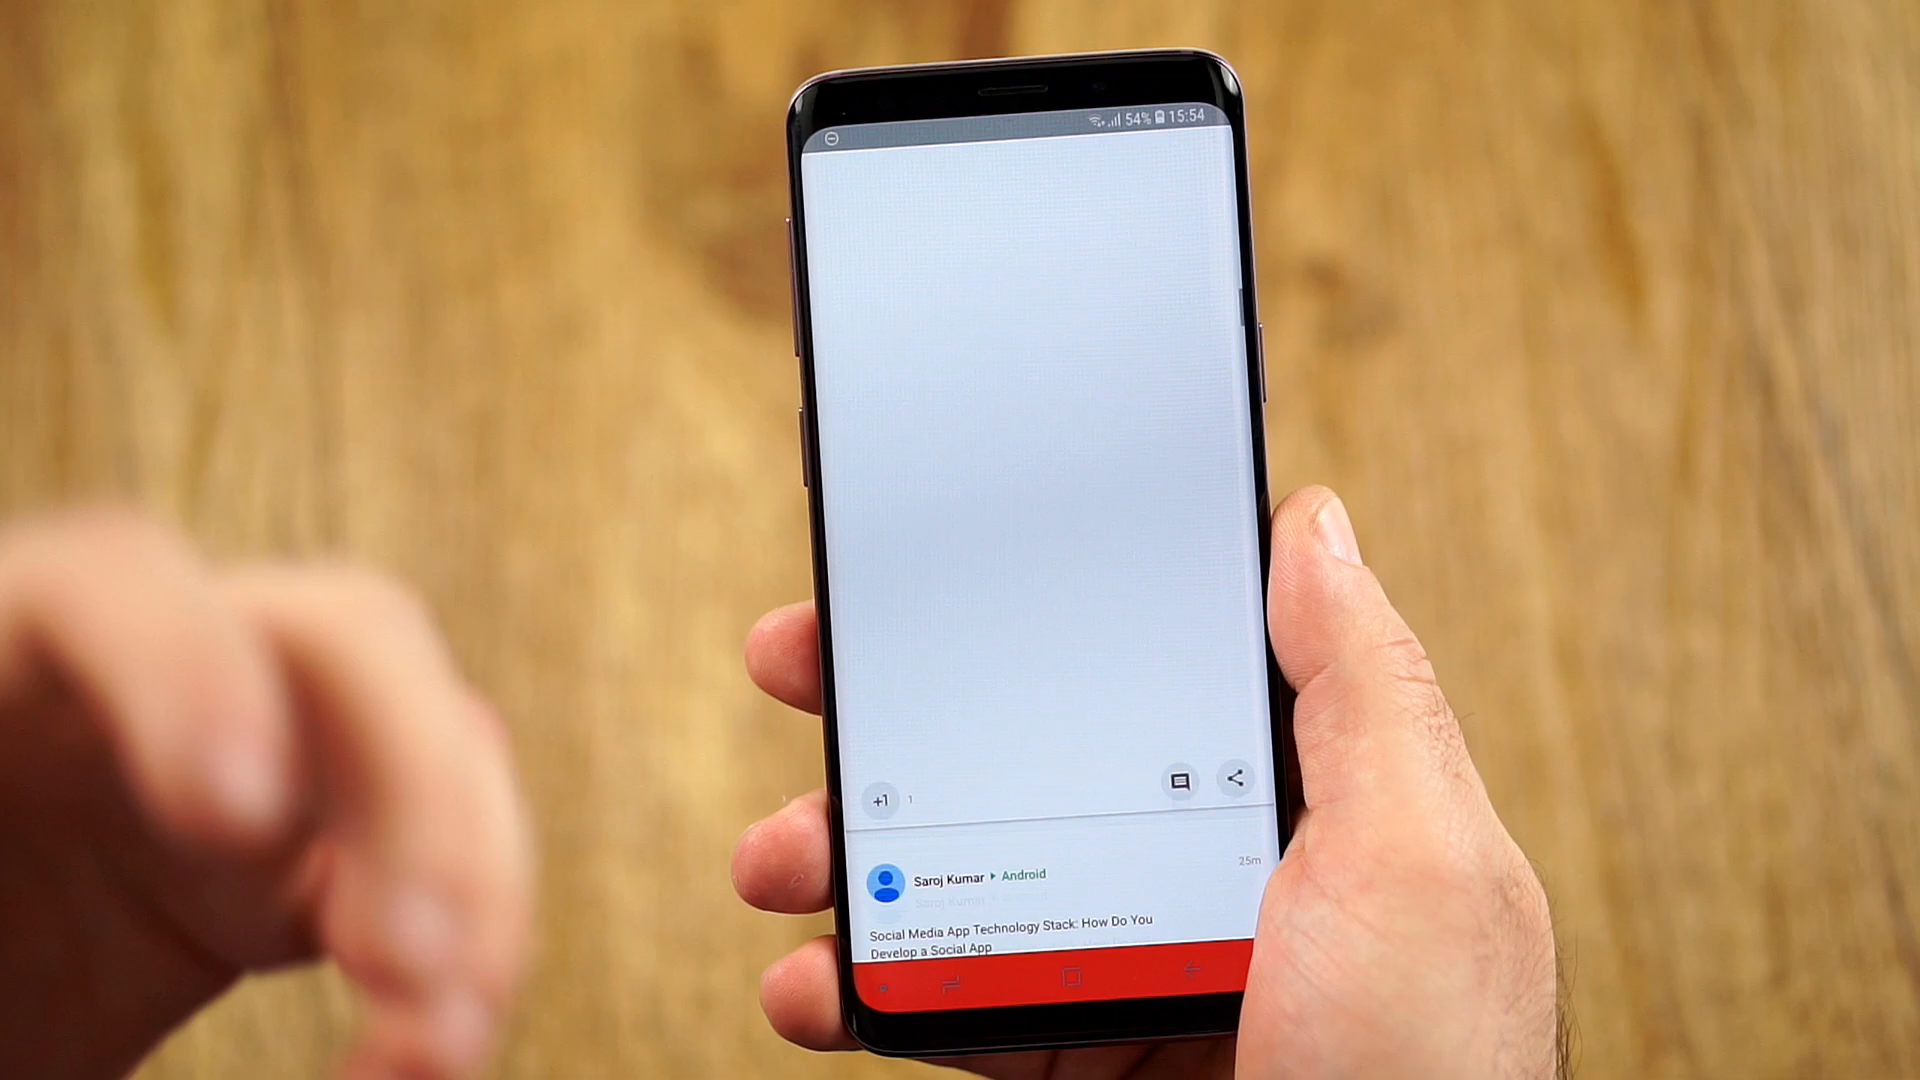 54% 15:54
+1 1
Saroj Kumar Android
25m
Social Media App Technology Stack: How Do You
Develop a Social App